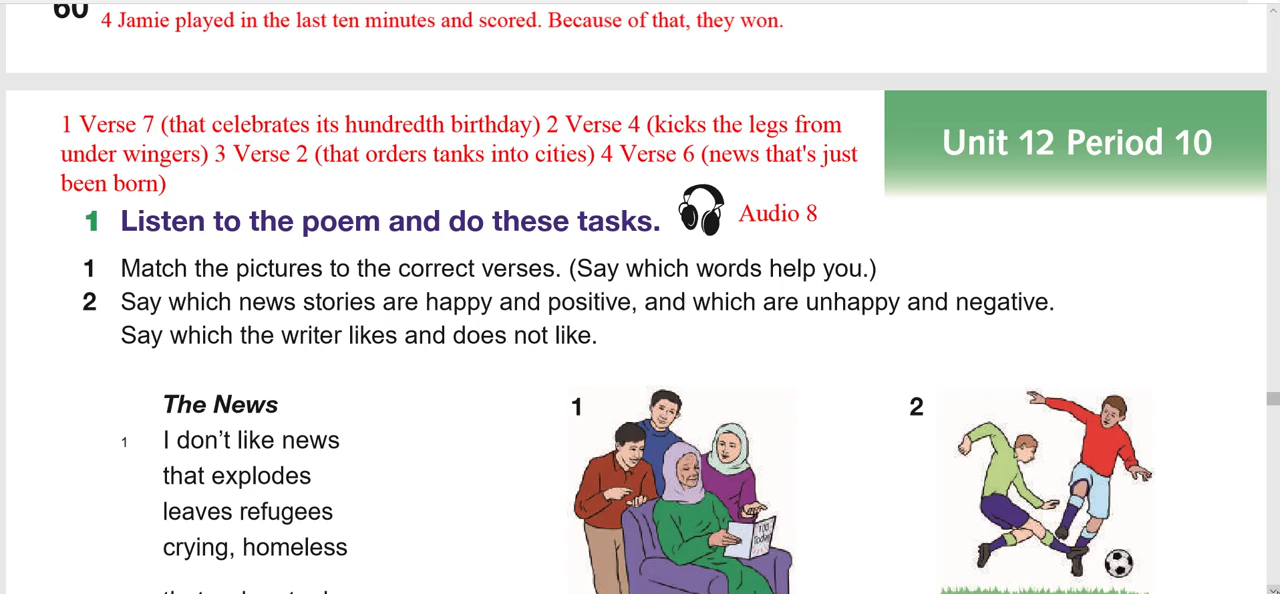 60
4 Jamie played in the last ten minutes and scored. Because of that, they won.
1 Verse 7 (that celebrates its hundredth birthday) 2 Verse 4 (kicks the legs from
under wingers) 3 Verse 2 (that orders tanks into cities) 4 Verse 6 (news that's just
been born)
Unit 12 Period 10
1 Listen to the poem and do these tasks.
Audio 8
1 Match the pictures to the correct verses. (Say which words help you.)
2 Say which news stories are happy and positive, and which are unhappy and negative.
Say which the writer likes and does not like.
The News
1 I don't like news
that explodes
leaves refugees
crying, homeless
1
100
Today
2